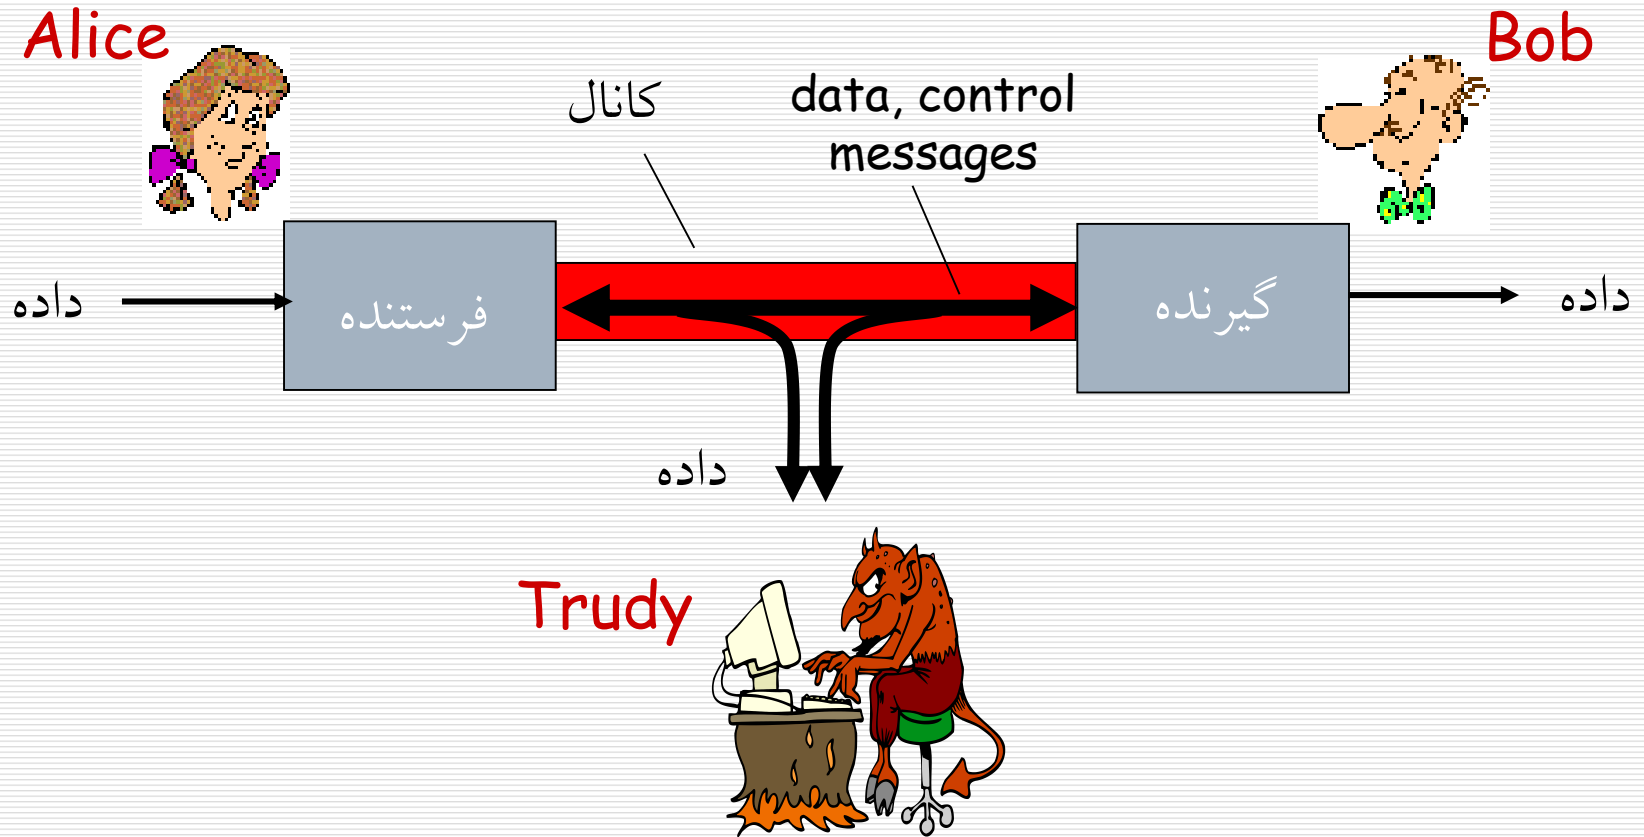 Alice
Bob
کانال
data, control
messages
داده
فرستنده
گیرنده
داده
داده
Trudy